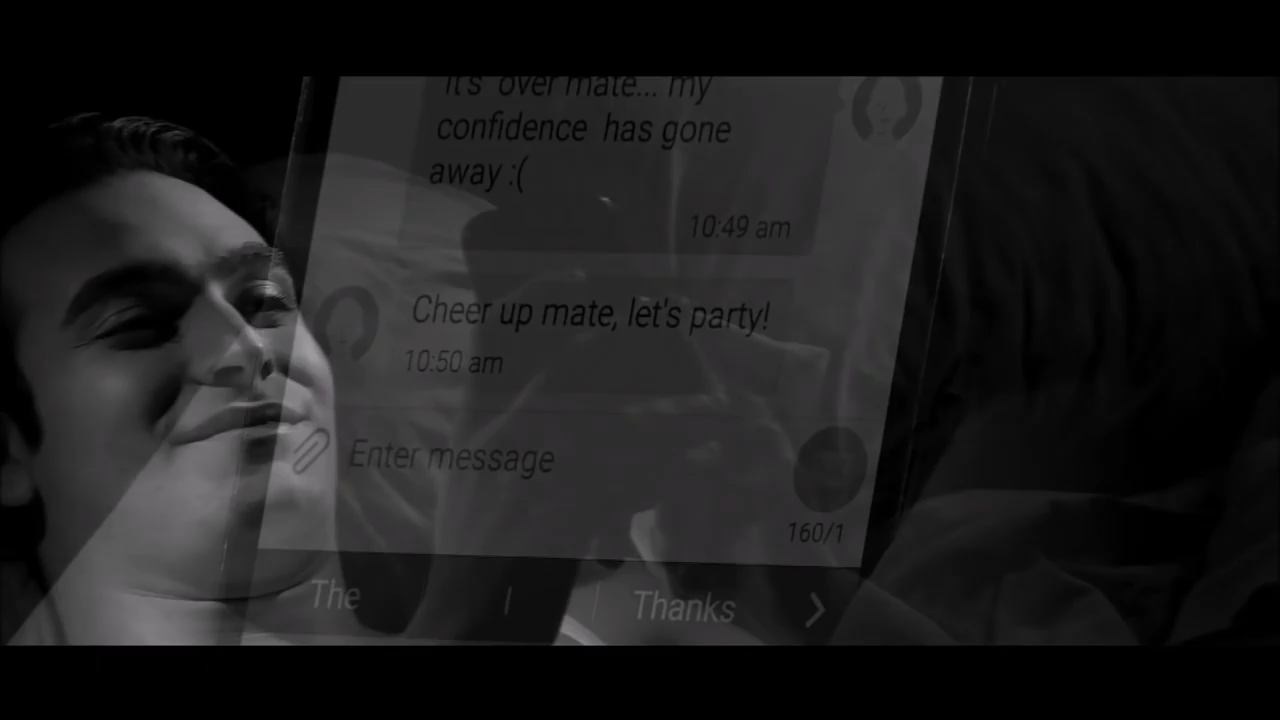 It's over mate... my
confidence has gone
away :(
10:49 am
Cheer up mate, let's party!
10:50 am
Enter message
160/1
The
I
Thanks